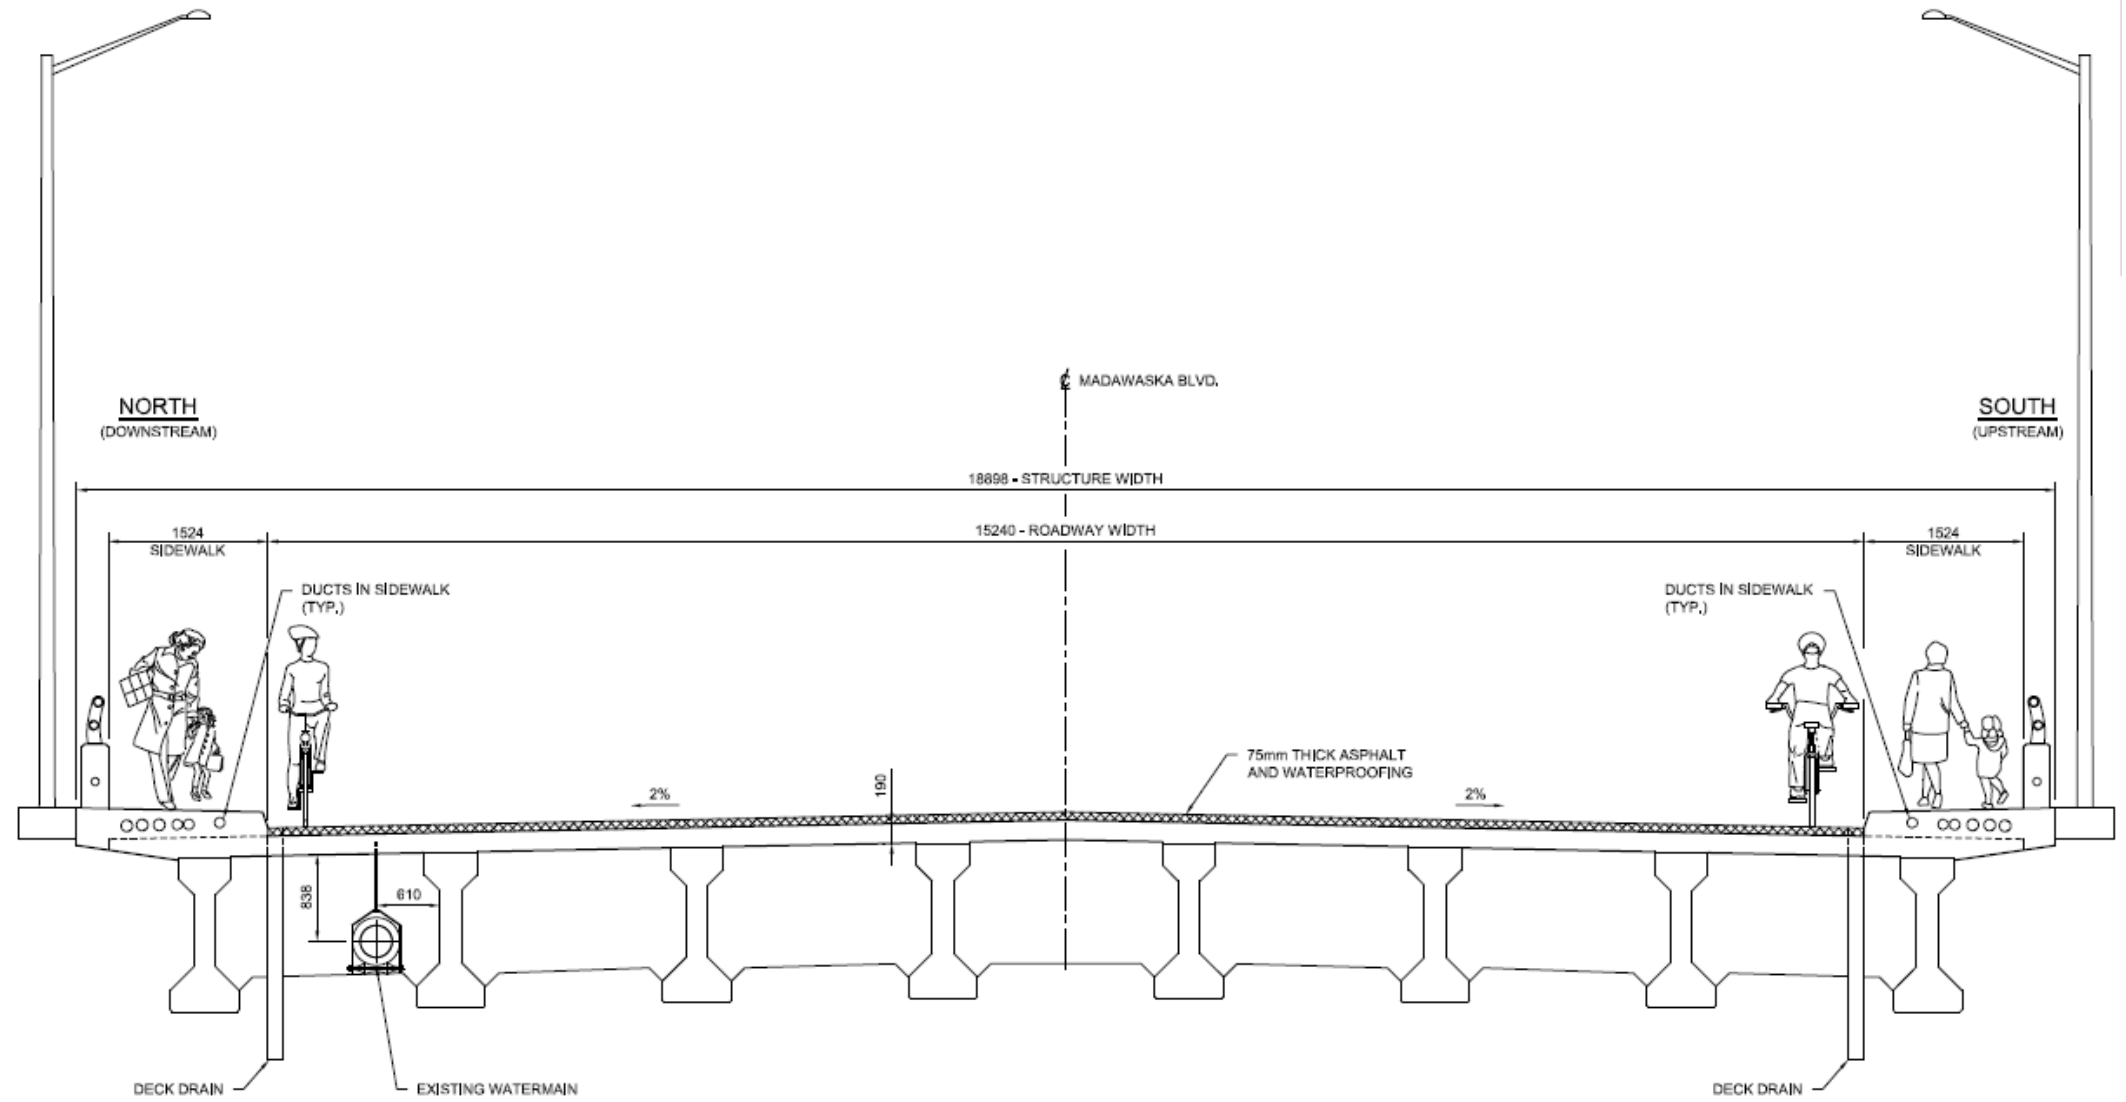 ℄ MADAWASKA BLVD.
NORTH
(DOWNSTREAM)
SOUTH
(UPSTREAM)
18898 - STRUCTURE WIDTH
1524
SIDEWALK
15240 - ROADWAY WIDTH
1524
SIDEWALK
DUCTS IN SIDEWALK
(TYP.)
DUCTS IN SIDEWALK
(TYP.)
75mm THICK ASPHALT
AND WATERPROOFING
2%
190
2%
838
610
DECK DRAIN
EXISTING WATERMAIN
DECK DRAIN